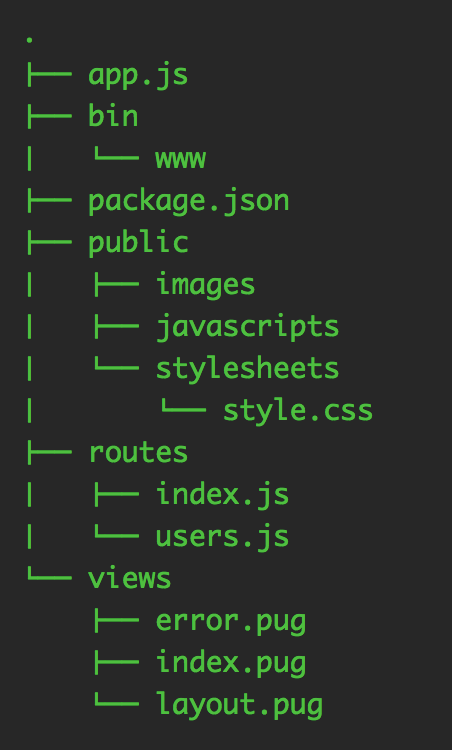 .
├── app.js
├── bin
│   └── www
├── package.json
├── public
│   ├── images
│   ├── javascripts
│   └── stylesheets
│       └── style.css
├── routes
│   ├── index.js
│   └── users.js
└── views
    ├── error.pug
    ├── index.pug
    └── layout.pug